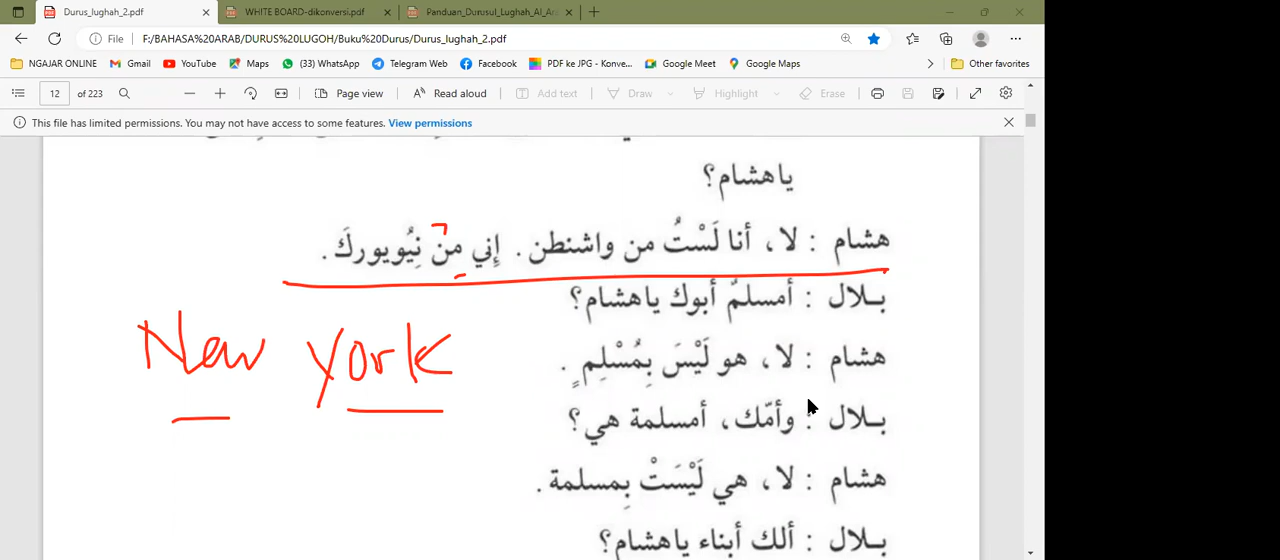 Durus_lughah_2.pdf
WHITE BOARD-dikonversi.pdf
Panduan_Durusul_Lughah_Al_Ara
File
F:/BAHASA%20ARAB/DURUS%20LUGOH/Buku%20Durus/Durus_lughah_2.pdf
NGAJAR ONLINE
Gmail
YouTube
Maps
(33) WhatsApp
Telegram Web
Facebook
PDF ke JPG - Konve...
Google Meet
Google Maps
Other favorites
12 of 223
Page view
Read aloud
Add text
Draw
Highlight
Erase
This file has limited permissions. You may not have access to some features. View permissions
ياهشام؟
هشام : لا، أنا لَسْتُ من واشنطن. إِني مِنْ نِيُويوركَ.
بـلال : أمسلمٌ أبوك ياهشام؟
New York
هشام : لا، هو لَيْسَ بِمُسْلِمٍ.
بـلال : وأمّك، أمسلمة هي؟
هشام : لا، هي لَيْسَتْ بِمسلمة.
بـلال : ألك أبناء ياهشام؟